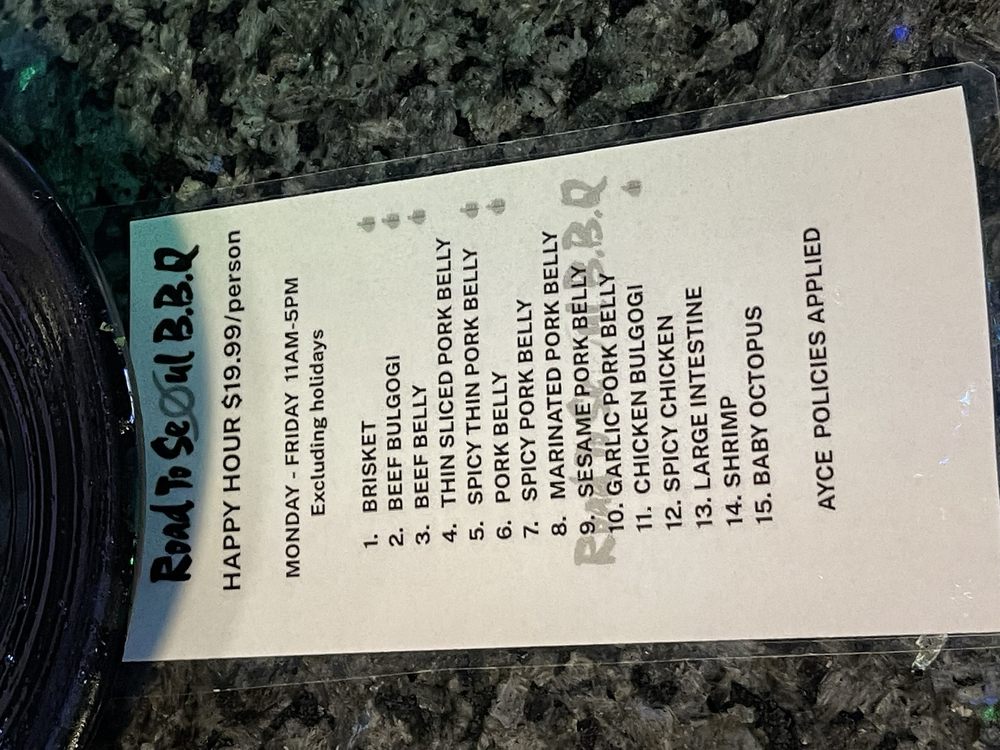 Road To Seoul B.B.Q
HAPPY HOUR $19.99/person
MONDAY - FRIDAY 11AM-5PM
Excluding holidays
1. BRISKET
2. BEEF BULGOGI
3. BEEF BELLY
4. THIN SLICED PORK BELLY
5. SPICY THIN PORK BELLY
6. PORK BELLY
7. SPICY PORK BELLY
8. MARINATED PORK BELLY
9. SESAME PORK BELLY
Road To Seoul B.B.Q
10. GARLIC PORK BELLY
11. CHICKEN BULGOGI
12. SPICY CHICKEN
13. LARGE INTESTINE
14. SHRIMP
15. BABY OCTOPUS
AYCE POLICIES APPLIED